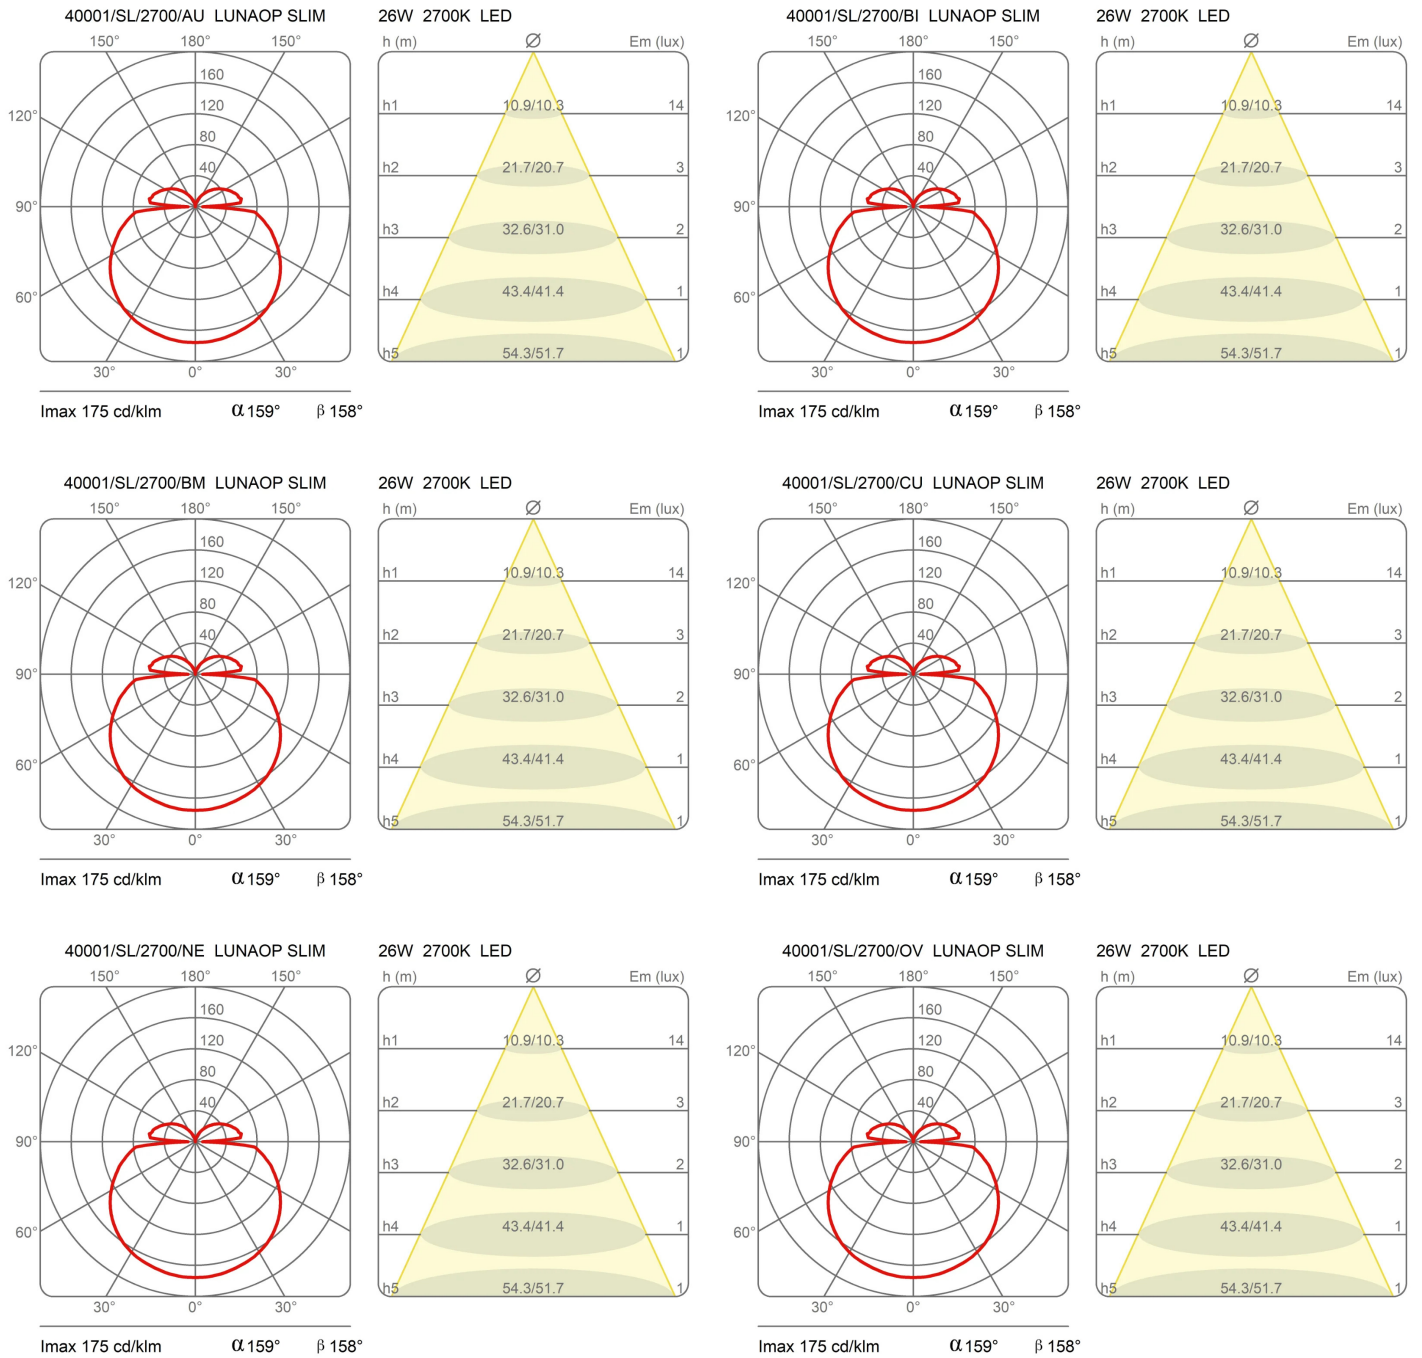 40001/SL/2700/AU LUNAOP SLIM
150° 180° 150°
160
120
120°
80
40
90°
60°
30° 0° 30°
Imax 175 cd/klm α 159° β 158°
26W 2700K LED
h (m) Ø Em (lux)
h1 10.9/10.3 14
h2 21.7/20.7 3
h3 32.6/31.0 2
h4 43.4/41.4 1
h5 54.3/51.7 1
40001/SL/2700/BI LUNAOP SLIM
150° 180° 150°
160
120
120°
80
40
90°
60°
30° 0° 30°
Imax 175 cd/klm α 159° β 158°
26W 2700K LED
h (m) Ø Em (lux)
h1 10.9/10.3 14
h2 21.7/20.7 3
h3 32.6/31.0 2
h4 43.4/41.4 1
h5 54.3/51.7 1
40001/SL/2700/BM LUNAOP SLIM
150° 180° 150°
160
120
120°
80
40
90°
60°
30° 0° 30°
Imax 175 cd/klm α 159° β 158°
26W 2700K LED
h (m) Ø Em (lux)
h1 10.9/10.3 14
h2 21.7/20.7 3
h3 32.6/31.0 2
h4 43.4/41.4 1
h5 54.3/51.7 1
40001/SL/2700/CU LUNAOP SLIM
150° 180° 150°
160
120
120°
80
40
90°
60°
30° 0° 30°
Imax 175 cd/klm α 159° β 158°
26W 2700K LED
h (m) Ø Em (lux)
h1 10.9/10.3 14
h2 21.7/20.7 3
h3 32.6/31.0 2
h4 43.4/41.4 1
h5 54.3/51.7 1
40001/SL/2700/NE LUNAOP SLIM
150° 180° 150°
160
120
120°
80
40
90°
60°
30° 0° 30°
Imax 175 cd/klm α 159° β 158°
26W 2700K LED
h (m) Ø Em (lux)
h1 10.9/10.3 14
h2 21.7/20.7 3
h3 32.6/31.0 2
h4 43.4/41.4 1
h5 54.3/51.7 1
40001/SL/2700/OV LUNAOP SLIM
150° 180° 150°
160
120
120°
80
40
90°
60°
30° 0° 30°
Imax 175 cd/klm α 159° β 158°
26W 2700K LED
h (m) Ø Em (lux)
h1 10.9/10.3 14
h2 21.7/20.7 3
h3 32.6/31.0 2
h4 43.4/41.4 1
h5 54.3/51.7 1